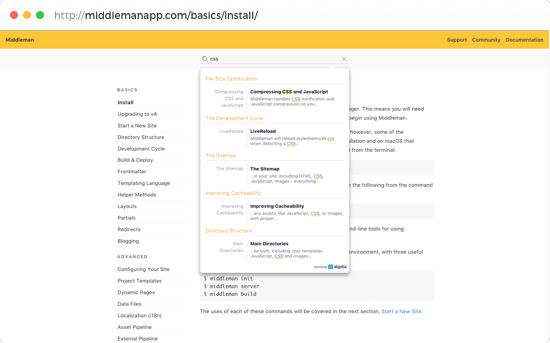 http://middlemanapp.com/basics/install/
Middleman
Support Community Documentation
css
BASICS
Install
Upgrading to v4
Start a New Site
Directory Structure
Development Cycle
Build & Deploy
Frontmatter
Templating Language
Helper Methods
Layouts
Partials
Redirects
Blogging
ADVANCED
Configuring Your Site
Project Templates
Dynamic Pages
Data Files
Localization (i18n)
Asset Pipeline
External Pipeline
File Size Optimization
Compressing
CSS and
JavaScript
Compressing CSS and JavaScript
Middleman handles CSS minification and
JavaScript compression so you...
The Development Cycle
LiveReload
LiveReload
Middleman will reload stylesheets/all.css
when detecting a CSS...
The Sitemap
The Sitemap
The Sitemap
...in your site, including HTML, CSS,
JavaScript, images - everything...
Improving Cacheability
Improving
Cacheability
Improving Cacheability
...any assets, like JavaScript, CSS, or images,
with proper...
Directory Structure
Main
Directories
Main Directories
...be built, including your templates
JavaScript, CSS and images...
algolia
ager. This means you will need
begin using Middleman.
however, some of the
llation and on macOS that
d from the terminal:
e the following from the command
nd-line tools for using
nvironment, with three useful
$ middleman init
$ middleman server
$ middleman build
The uses of each of these commands will be covered in the next section, Start a New Site.